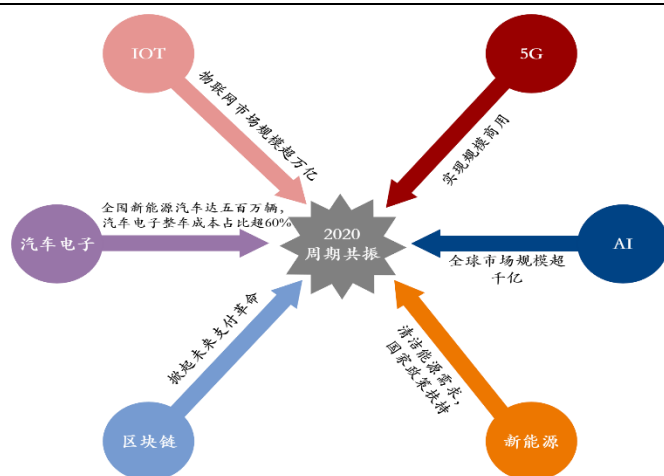 IOT
5G
物联网市场规模超万亿
实现规模商用
全国新能源汽车达五百万辆，
汽车电子整车成本占比超60%
汽车电子
2020
周期共振
AI
全球市场规模超
千亿
掀起未来支付革命
清洁能源需求，
国家政策扶持
区块链
新能源